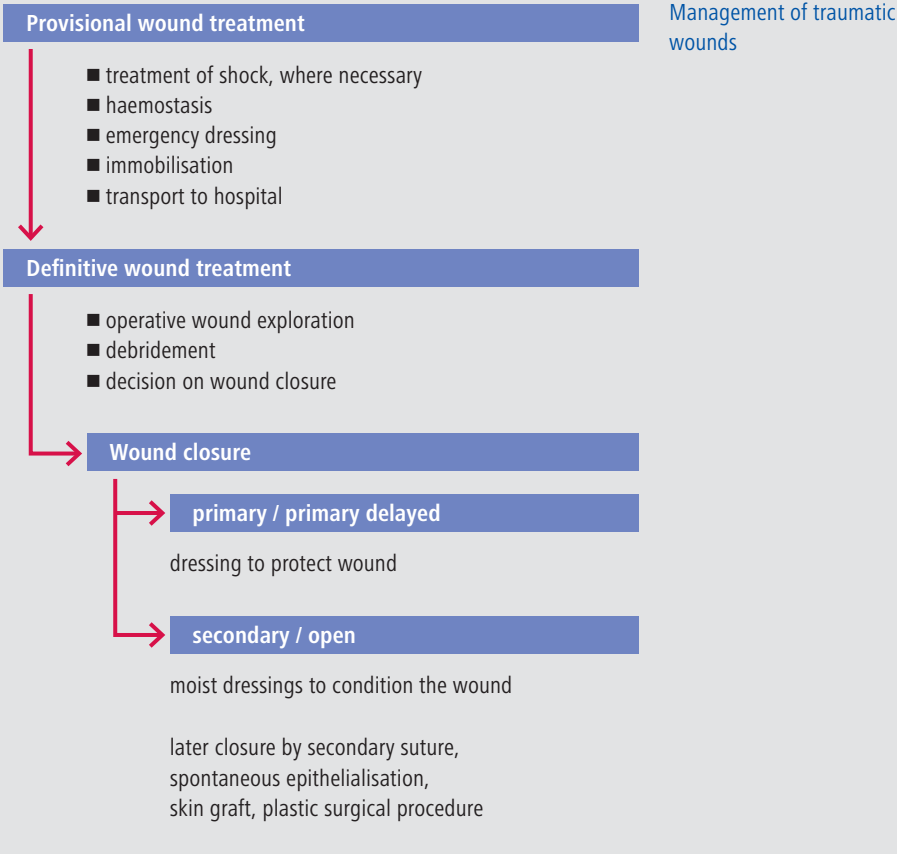 Provisional wound treatment
Management of traumatic
wounds
■ treatment of shock, where necessary
■ haemostasis
■ emergency dressing
■ immobilisation
■ transport to hospital
Definitive wound treatment
■ operative wound exploration
■ debridement
■ decision on wound closure
Wound closure
primary / primary delayed
dressing to protect wound
secondary / open
moist dressings to condition the wound
later closure by secondary suture,
spontaneous epithelialisation,
skin graft, plastic surgical procedure